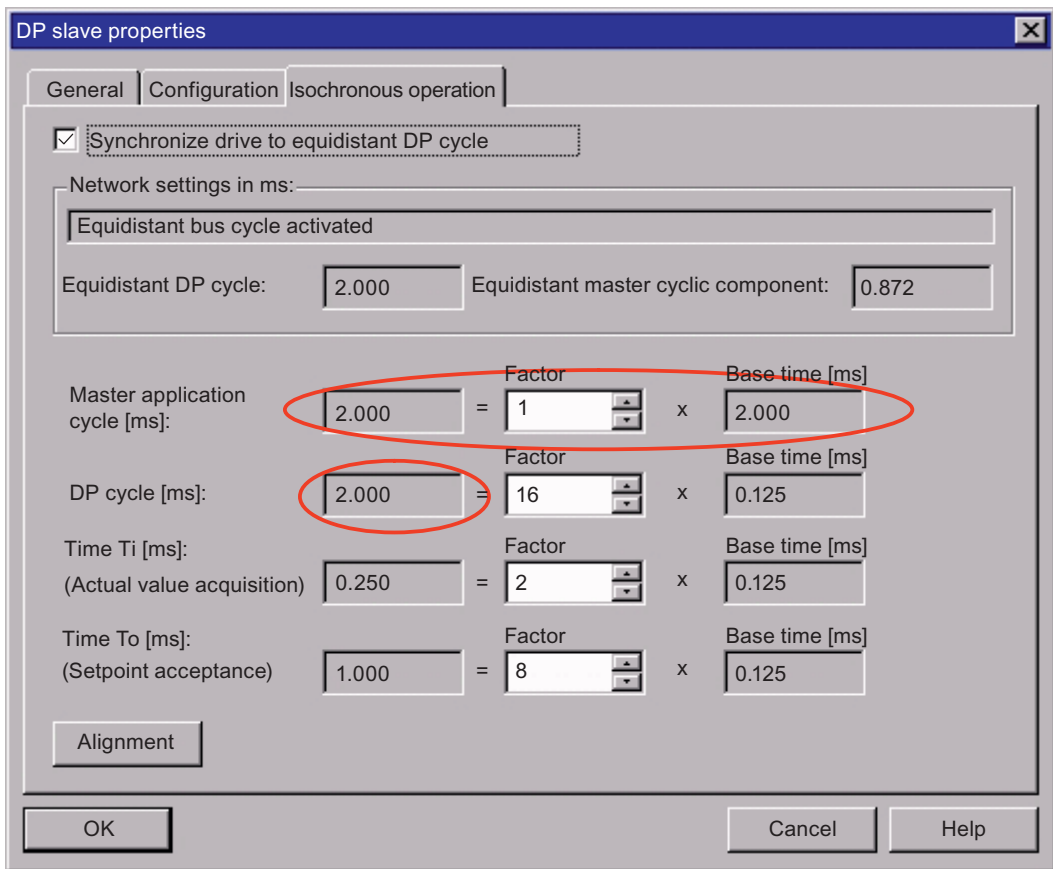 DP slave properties
General Configuration Isochronous operation
Synchronize drive to equidistant DP cycle
Network settings in ms:
Equidistant bus cycle activated
Equidistant DP cycle: 2.000 Equidistant master cyclic component: 0.872
Factor Base time [ms]
Master application
cycle [ms]: 2.000 = 1 x 2.000
Factor Base time [ms]
DP cycle [ms]: 2.000 = 16 x 0.125
Time Ti [ms]: Factor Base time [ms]
(Actual value acquisition) 0.250 = 2 x 0.125
Time To [ms]: Factor Base time [ms]
(Setpoint acceptance) 1.000 = 8 x 0.125
Alignment
OK Cancel Help